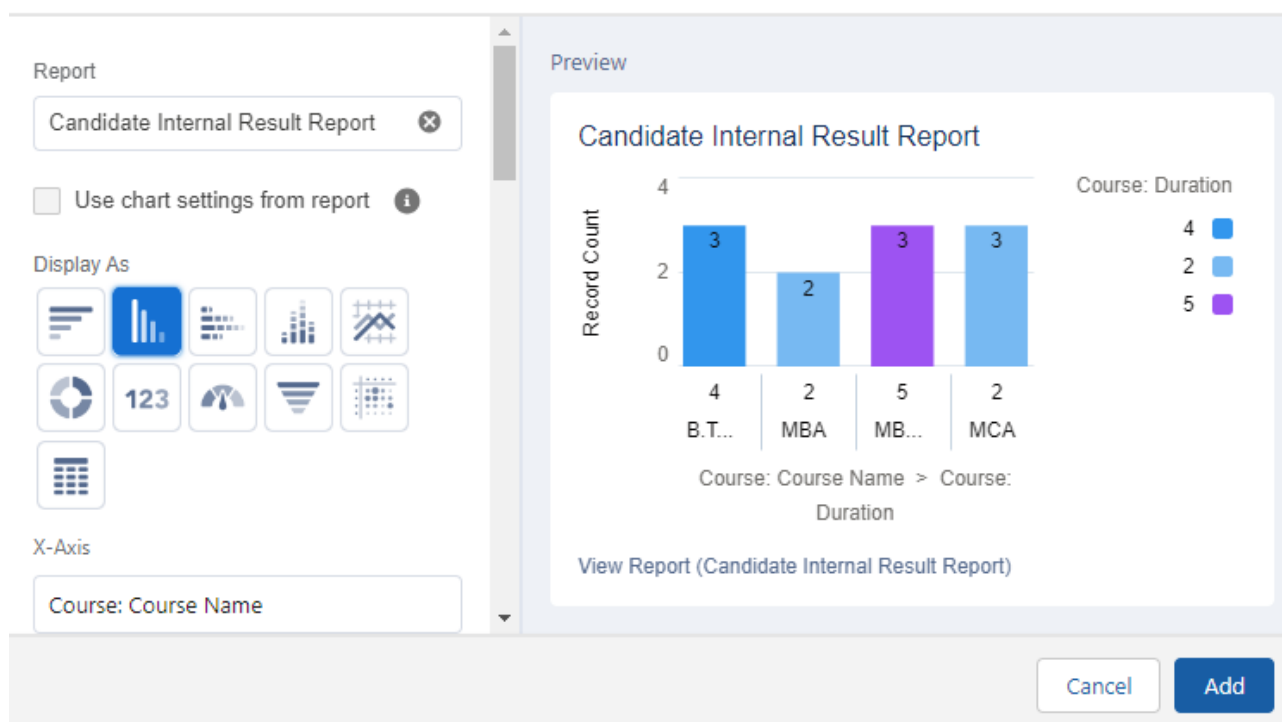 Report
Candidate Internal Result Report
Use chart settings from report
Display As
123
X-Axis
Course: Course Name
Preview
Candidate Internal Result Report
Record Count
4
2
0
3
2
3
3
4 2 5 2
B.T... MBA MB... MCA
Course: Course Name > Course:
Duration
Course: Duration
4
2
5
View Report (Candidate Internal Result Report)
Cancel
Add